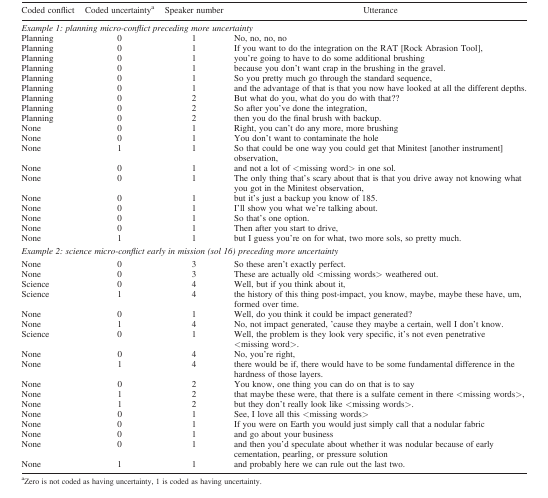 Coded conflict Coded uncertaintyᵃ Speaker number Utterance
Example 1: planning micro-conflict preceding more uncertainty
Planning 0 1 No, no, no, no
Planning 0 1 If you want to do the integration on the RAT [Rock Abrasion Tool],
Planning 0 1 you're going to have to do some additional brushing
Planning 0 1 because you don't want crap in the brushing in the gravel.
Planning 0 1 So you pretty much go through the standard sequence,
Planning 0 1 and the advantage of that is that you now have looked at all the different depths.
Planning 0 2 But what do you, what do you do with that??
Planning 0 2 So after you've done the integration,
Planning 0 2 then you do the final brush with backup.
None 0 1 Right, you can't do any more, more brushing
None 0 1 You don't want to contaminate the hole
None 1 1 So that could be one way you could get that Minitest [another instrument]
observation,
None 0 1 and not a lot of <missing word> in one sol.
None 0 1 The only thing that's scary about that is that you drive away not knowing what
you got in the Minitest observation,
None 0 1 but it's just a backup you know of 185.
None 0 1 I'll show you what we're talking about.
None 0 1 So that's one option.
None 0 1 Then after you start to drive,
None 1 1 but I guess you're on for what, two more sols, so pretty much.
Example 2: science micro-conflict early in mission (sol 16) preceding more uncertainty
None 0 3 So these aren't exactly perfect.
None 0 3 These are actually old <missing words> weathered out.
Science 0 4 Well, but if you think about it,
Science 1 4 the history of this thing post-impact, you know, maybe, maybe these have, um,
formed over time.
None 0 1 Well, do you think it could be impact generated?
None 1 4 No, not impact generated, 'cause they maybe a certain, well I don't know.
Science 0 1 Well, the problem is they look very specific, it's not even penetrative
<missing word>.
None 0 4 No, you're right,
None 1 4 there would be if, there would have to be some fundamental difference in the
hardness of those layers.
None 0 2 You know, one thing you can do on that is to say
None 1 2 that maybe these were, that there is a sulfate cement in there <missing words>,
None 1 2 but they don't really look like <missing words>.
None 0 1 See, I love all this <missing words>
None 0 1 If you were on Earth you would just simply call that a nodular fabric
None 0 1 and go about your business
None 0 1 and then you'd speculate about whether it was nodular because of early
cementation, pearling, or pressure solution
None 1 1 and probably here we can rule out the last two.
ᵃZero is not coded as having uncertainty, 1 is coded as having uncertainty.